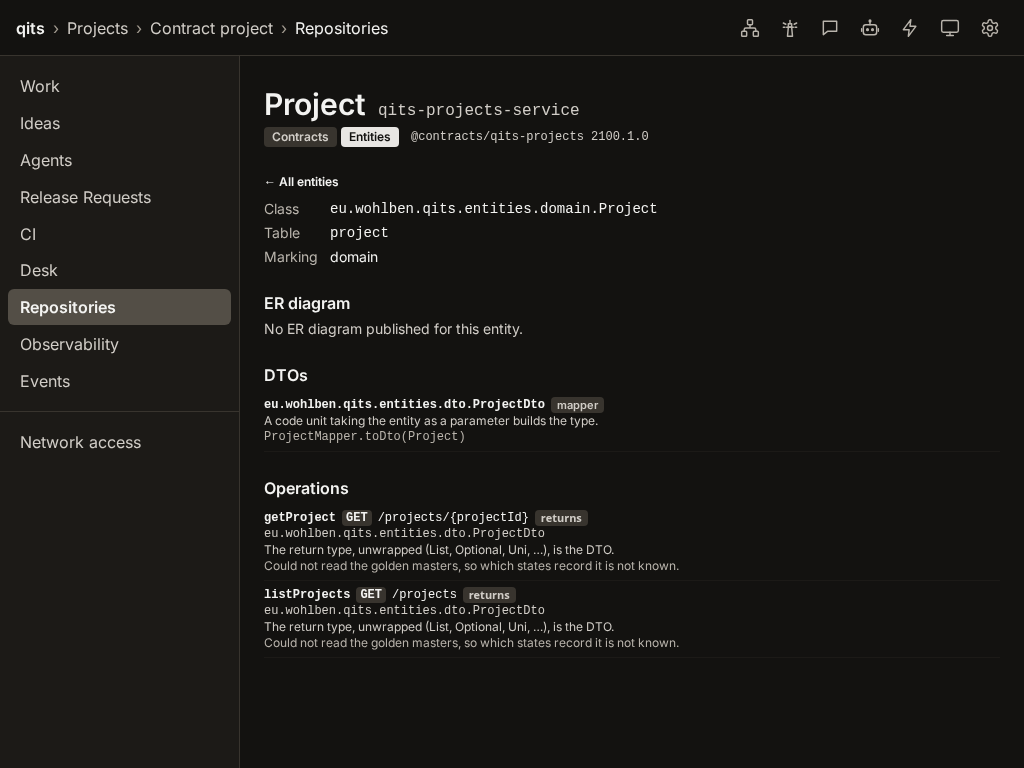 qits › Projects › Contract project › Repositories
Work
Ideas
Agents
Release Requests
CI
Desk
Repositories
Observability
Events
Network access
Project qits-projects-service
Contracts Entities @contracts/qits-projects 2100.1.0
← All entities
Class eu.wohlben.qits.entities.domain.Project
Table project
Marking domain
ER diagram
No ER diagram published for this entity.
DTOs
eu.wohlben.qits.entities.dto.ProjectDto mapper
A code unit taking the entity as a parameter builds the type.
ProjectMapper.toDto(Project)
Operations
getProject GET /projects/{projectId} returns
eu.wohlben.qits.entities.dto.ProjectDto
The return type, unwrapped (List, Optional, Uni, …), is the DTO.
Could not read the golden masters, so which states record it is not known.
listProjects GET /projects returns
eu.wohlben.qits.entities.dto.ProjectDto
The return type, unwrapped (List, Optional, Uni, …), is the DTO.
Could not read the golden masters, so which states record it is not known.